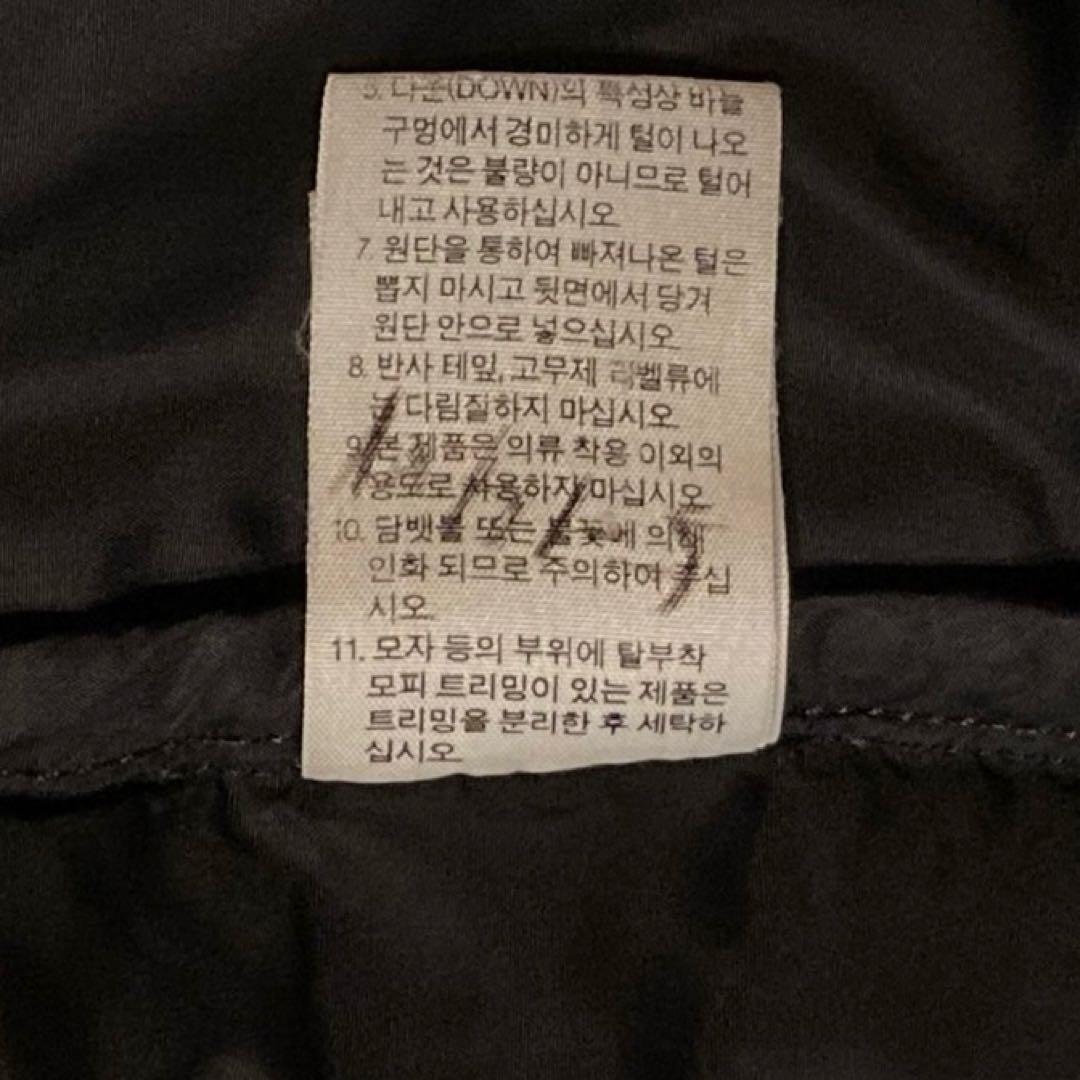 다운(DOWN)의 특성상 바늘
구멍에서 경미하게 털이 나오
는 것은 불량이 아니므로 털어
내고 사용하십시오
7. 원단을 통하여 빠져나온 털은
뽑지 마시고 뒷면에서 당겨
원단 안으로 넣으십시오
8. 반사 테잎, 고무제 라벨류에
는 다림질하지 마십시오
9. 본 제품은 의류 착용 이외의
용도로 사용하지 마십시오
10. 담뱃불 또는 불꽃에 의해
인화 되므로 주의하여 주십
시오.
11. 모자 등의 부위에 탈부착
모피 트리밍이 있는 제품은
트리밍을 분리한 후 세탁하
십시오